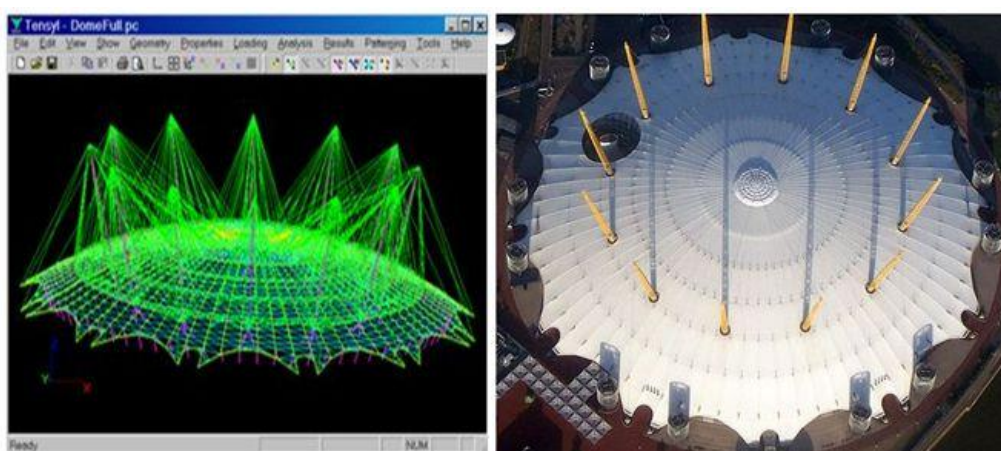 Tensyl - DomeFull.pc
File Edit View Show Geometry Properties Loading Analysis Results Patterning Tools Help
Y X
Ready NUM